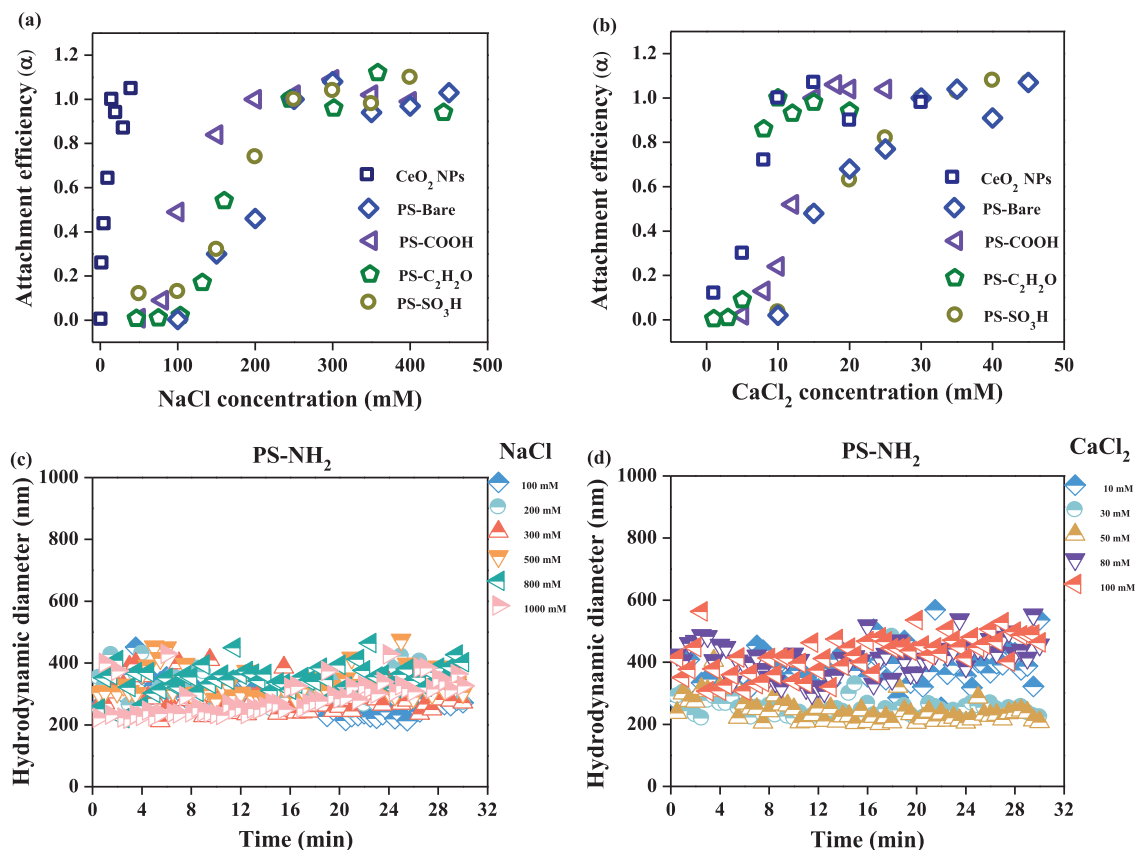 (a)
Attachment efficiency (α)
1.2
1.0
0.8
0.6
0.4
0.2
0.0
CeO2 NPs
PS-Bare
PS-COOH
PS-C2H2O
PS-SO3H
0 100 200 300 400 500
NaCl concentration (mM)
(b)
Attachment efficiency (α)
1.2
1.0
0.8
0.6
0.4
0.2
0.0
CeO2 NPs
PS-Bare
PS-COOH
PS-C2H2O
PS-SO3H
0 10 20 30 40 50
CaCl2 concentration (mM)
(c)
PS-NH2
NaCl
Hydrodynamic diameter (nm)
1000
800
600
400
200
0
100 mM
200 mM
300 mM
500 mM
800 mM
1000 mM
0 4 8 12 16 20 24 28 32
Time (min)
(d)
PS-NH2
CaCl2
Hydrodynamic diameter (nm)
1000
800
600
400
200
0
10 mM
30 mM
50 mM
80 mM
100 mM
0 4 8 12 16 20 24 28 32
Time (min)